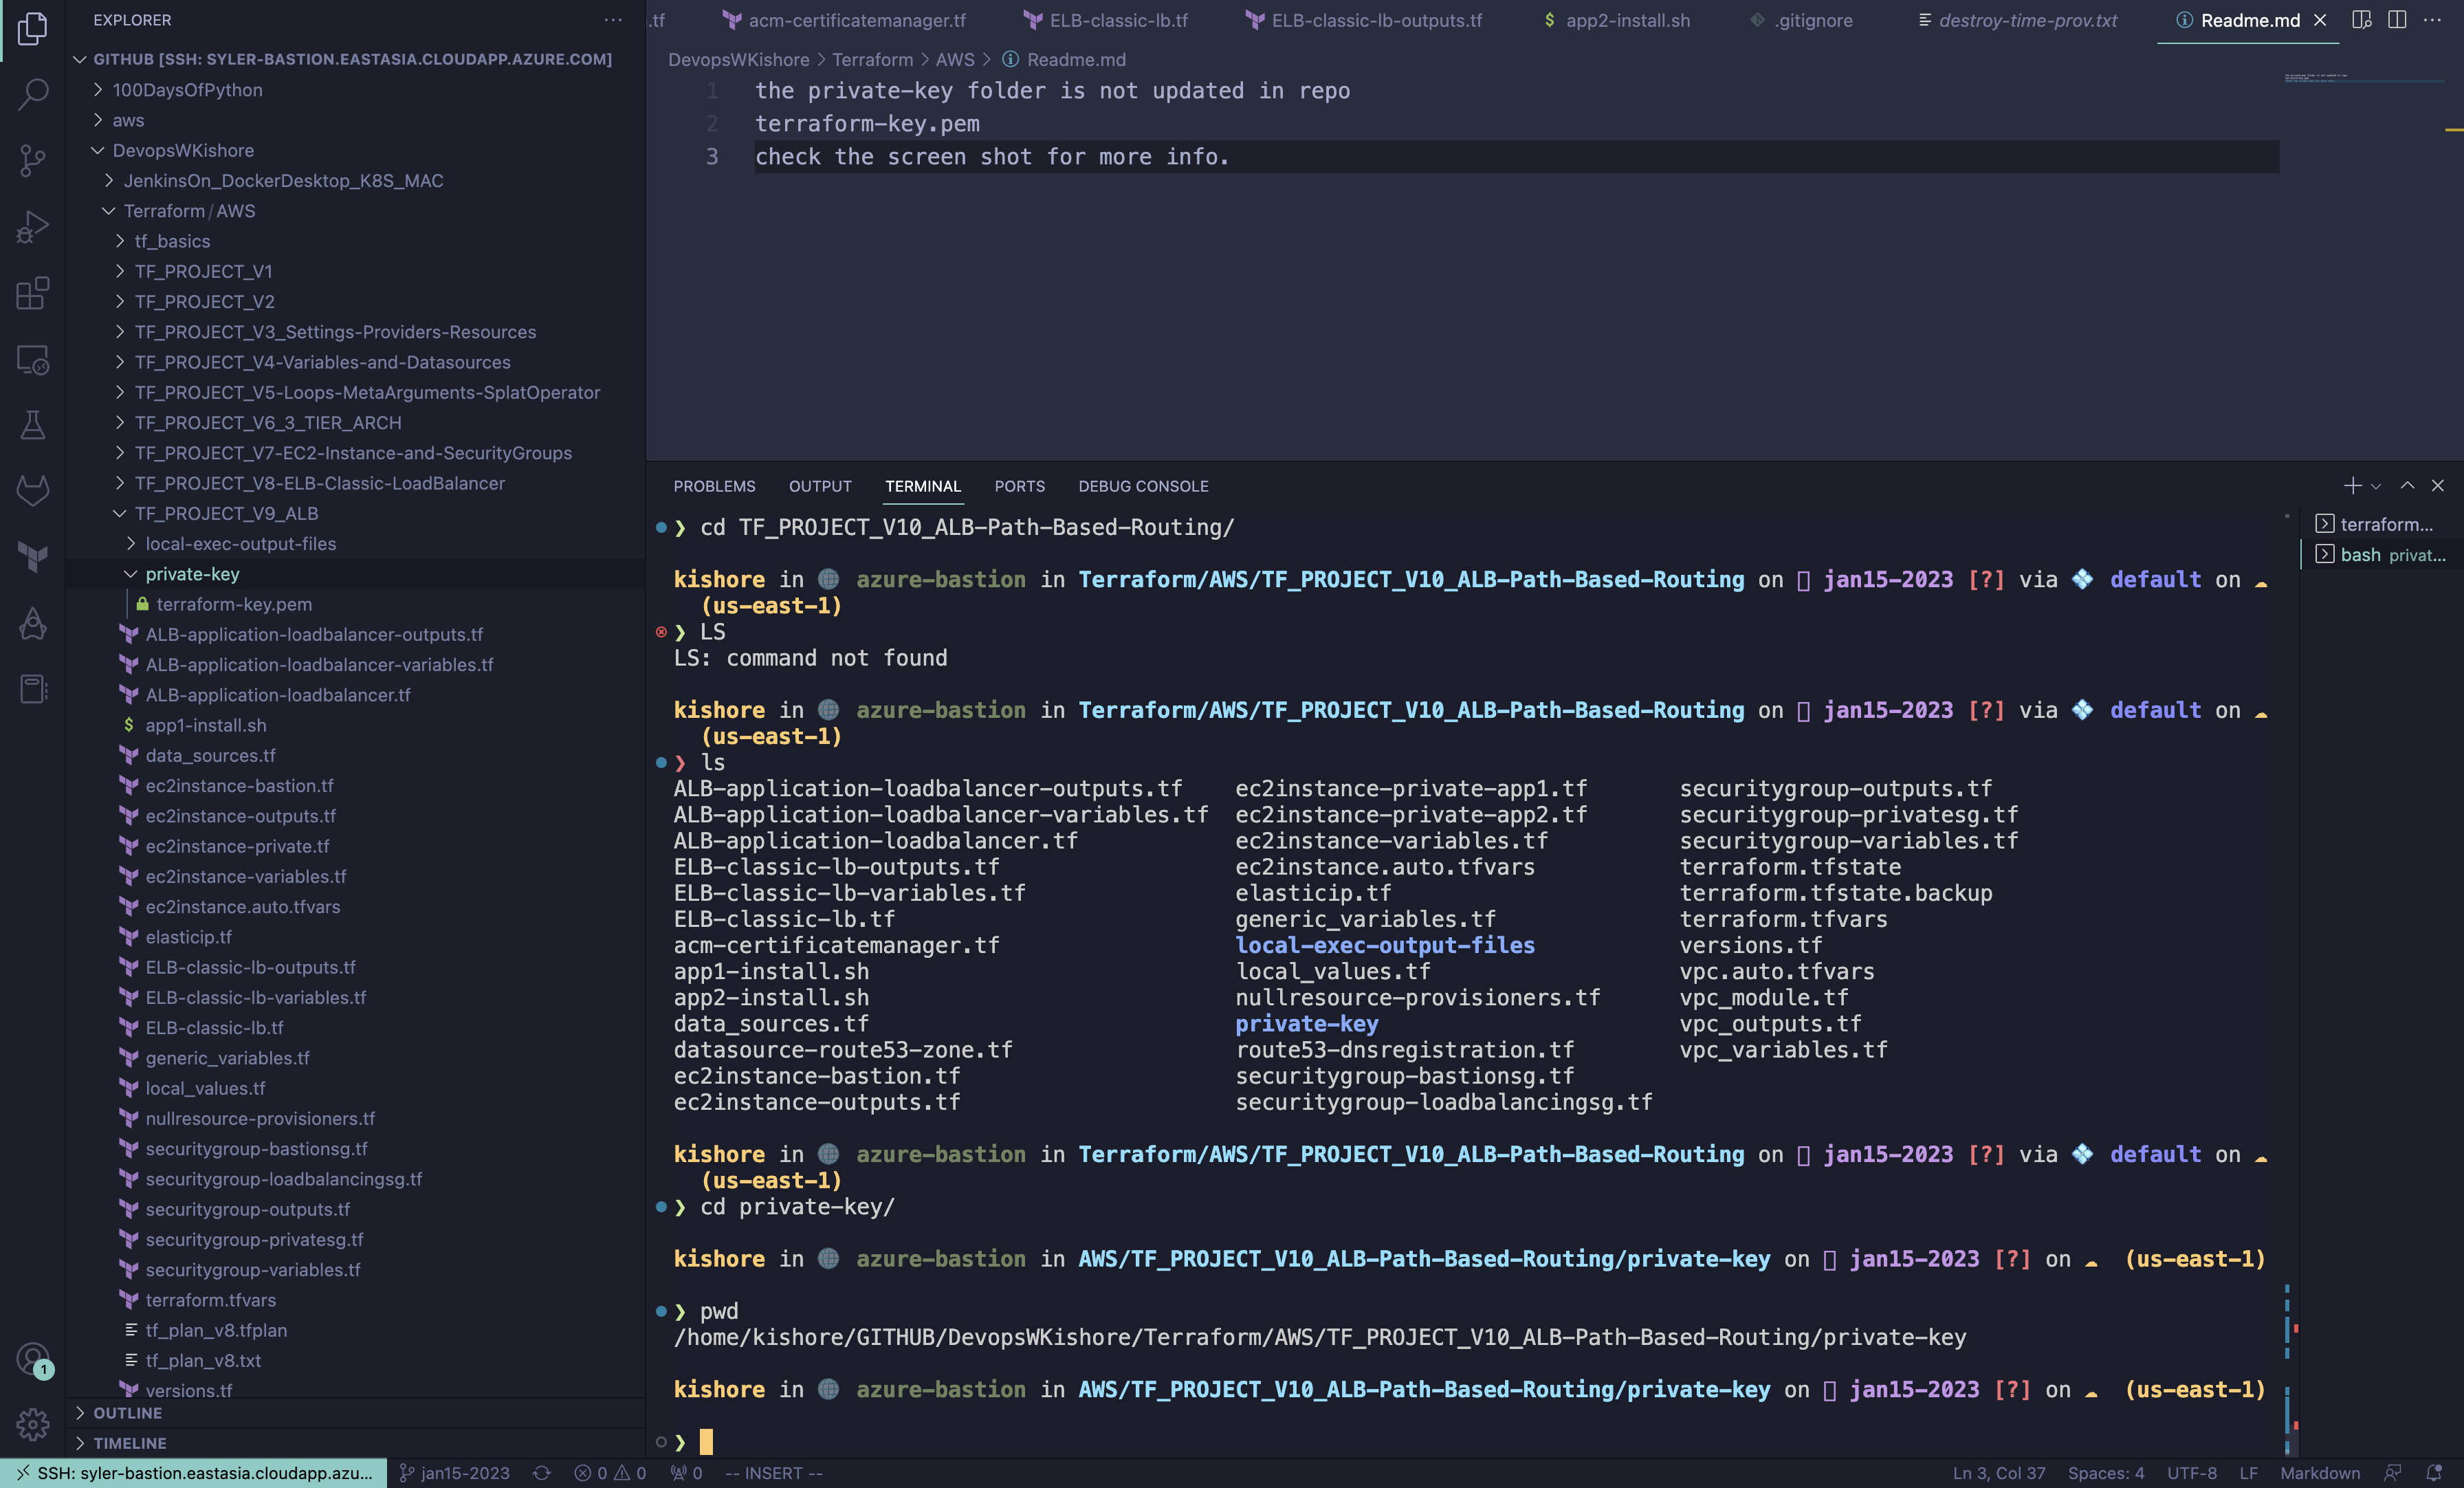 EXPLORER
GITHUB [SSH: SYLER-BASTION.EASTASIA.CLOUDAPP.AZURE.COM]
100DaysOfPython
aws
DevopsWKishore
JenkinsOn_DockerDesktop_K8S_MAC
Terraform/AWS
tf_basics
TF_PROJECT_V1
TF_PROJECT_V2
TF_PROJECT_V3_Settings-Providers-Resources
TF_PROJECT_V4-Variables-and-Datasources
TF_PROJECT_V5-Loops-MetaArguments-SplatOperator
TF_PROJECT_V6_3_TIER_ARCH
TF_PROJECT_V7-EC2-Instance-and-SecurityGroups
TF_PROJECT_V8-ELB-Classic-LoadBalancer
TF_PROJECT_V9_ALB
local-exec-output-files
private-key
terraform-key.pem
ALB-application-loadbalancer-outputs.tf
ALB-application-loadbalancer-variables.tf
ALB-application-loadbalancer.tf
$ app1-install.sh
data_sources.tf
ec2instance-bastion.tf
ec2instance-outputs.tf
ec2instance-private.tf
ec2instance-variables.tf
ec2instance.auto.tfvars
elasticip.tf
ELB-classic-lb-outputs.tf
ELB-classic-lb-variables.tf
ELB-classic-lb.tf
generic_variables.tf
local_values.tf
nullresource-provisioners.tf
securitygroup-bastionsg.tf
securitygroup-loadbalancingsg.tf
securitygroup-outputs.tf
securitygroup-privatesg.tf
securitygroup-variables.tf
terraform.tfvars
tf_plan_v8.tfplan
tf_plan_v8.txt
versions.tf
OUTLINE
TIMELINE
1
.tf acm-certificatemanager.tf ELB-classic-lb.tf ELB-classic-lb-outputs.tf $ app2-install.sh .gitignore destroy-time-prov.txt Readme.md
DevopsWKishore > Terraform > AWS > Readme.md
1 the private-key folder is not updated in repo
2 terraform-key.pem
3 check the screen shot for more info.
PROBLEMS OUTPUT TERMINAL PORTS DEBUG CONSOLE
terraform...
bash privat...
❯ cd TF_PROJECT_V10_ALB-Path-Based-Routing/
kishore in 🌐 azure-bastion in Terraform/AWS/TF_PROJECT_V10_ALB-Path-Based-Routing on jan15-2023 [?] via 💠 default on ☁
(us-east-1)
❯ LS
LS: command not found
kishore in 🌐 azure-bastion in Terraform/AWS/TF_PROJECT_V10_ALB-Path-Based-Routing on jan15-2023 [?] via 💠 default on ☁
(us-east-1)
❯ ls
ALB-application-loadbalancer-outputs.tf ec2instance-private-app1.tf securitygroup-outputs.tf
ALB-application-loadbalancer-variables.tf ec2instance-private-app2.tf securitygroup-privatesg.tf
ALB-application-loadbalancer.tf ec2instance-variables.tf securitygroup-variables.tf
ELB-classic-lb-outputs.tf ec2instance.auto.tfvars terraform.tfstate
ELB-classic-lb-variables.tf elasticip.tf terraform.tfstate.backup
ELB-classic-lb.tf generic_variables.tf terraform.tfvars
acm-certificatemanager.tf local-exec-output-files versions.tf
app1-install.sh local_values.tf vpc.auto.tfvars
app2-install.sh nullresource-provisioners.tf vpc_module.tf
data_sources.tf private-key vpc_outputs.tf
datasource-route53-zone.tf route53-dnsregistration.tf vpc_variables.tf
ec2instance-bastion.tf securitygroup-bastionsg.tf
ec2instance-outputs.tf securitygroup-loadbalancingsg.tf
kishore in 🌐 azure-bastion in Terraform/AWS/TF_PROJECT_V10_ALB-Path-Based-Routing on jan15-2023 [?] via 💠 default on ☁
(us-east-1)
❯ cd private-key/
kishore in 🌐 azure-bastion in AWS/TF_PROJECT_V10_ALB-Path-Based-Routing/private-key on jan15-2023 [?] on ☁ (us-east-1)
❯ pwd
/home/kishore/GITHUB/DevopsWKishore/Terraform/AWS/TF_PROJECT_V10_ALB-Path-Based-Routing/private-key
kishore in 🌐 azure-bastion in AWS/TF_PROJECT_V10_ALB-Path-Based-Routing/private-key on jan15-2023 [?] on ☁ (us-east-1)
❯
SSH: syler-bastion.eastasia.cloudapp.azu... jan15-2023 0 0 0 -- INSERT -- Ln 3, Col 37 Spaces: 4 UTF-8 LF Markdown